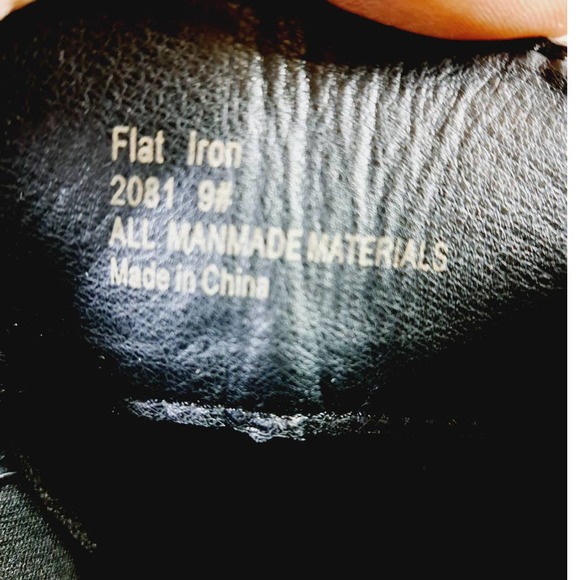 Flat Iron
2081 9#
ALL MANMADE MATERIALS
Made in China